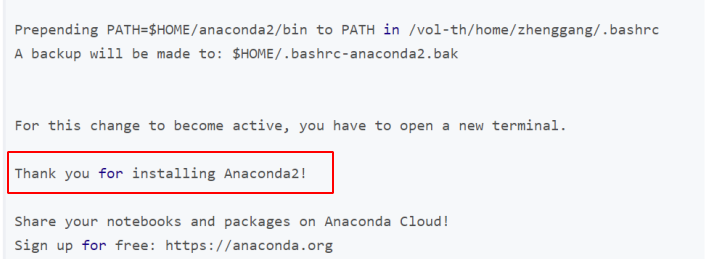 Prepending PATH=$HOME/anaconda2/bin to PATH in /vol-th/home/zhenggang/.bashrc
A backup will be made to: $HOME/.bashrc-anaconda2.bak
For this change to become active, you have to open a new terminal.
Thank you for installing Anaconda2!
Share your notebooks and packages on Anaconda Cloud!
Sign up for free: https://anaconda.org